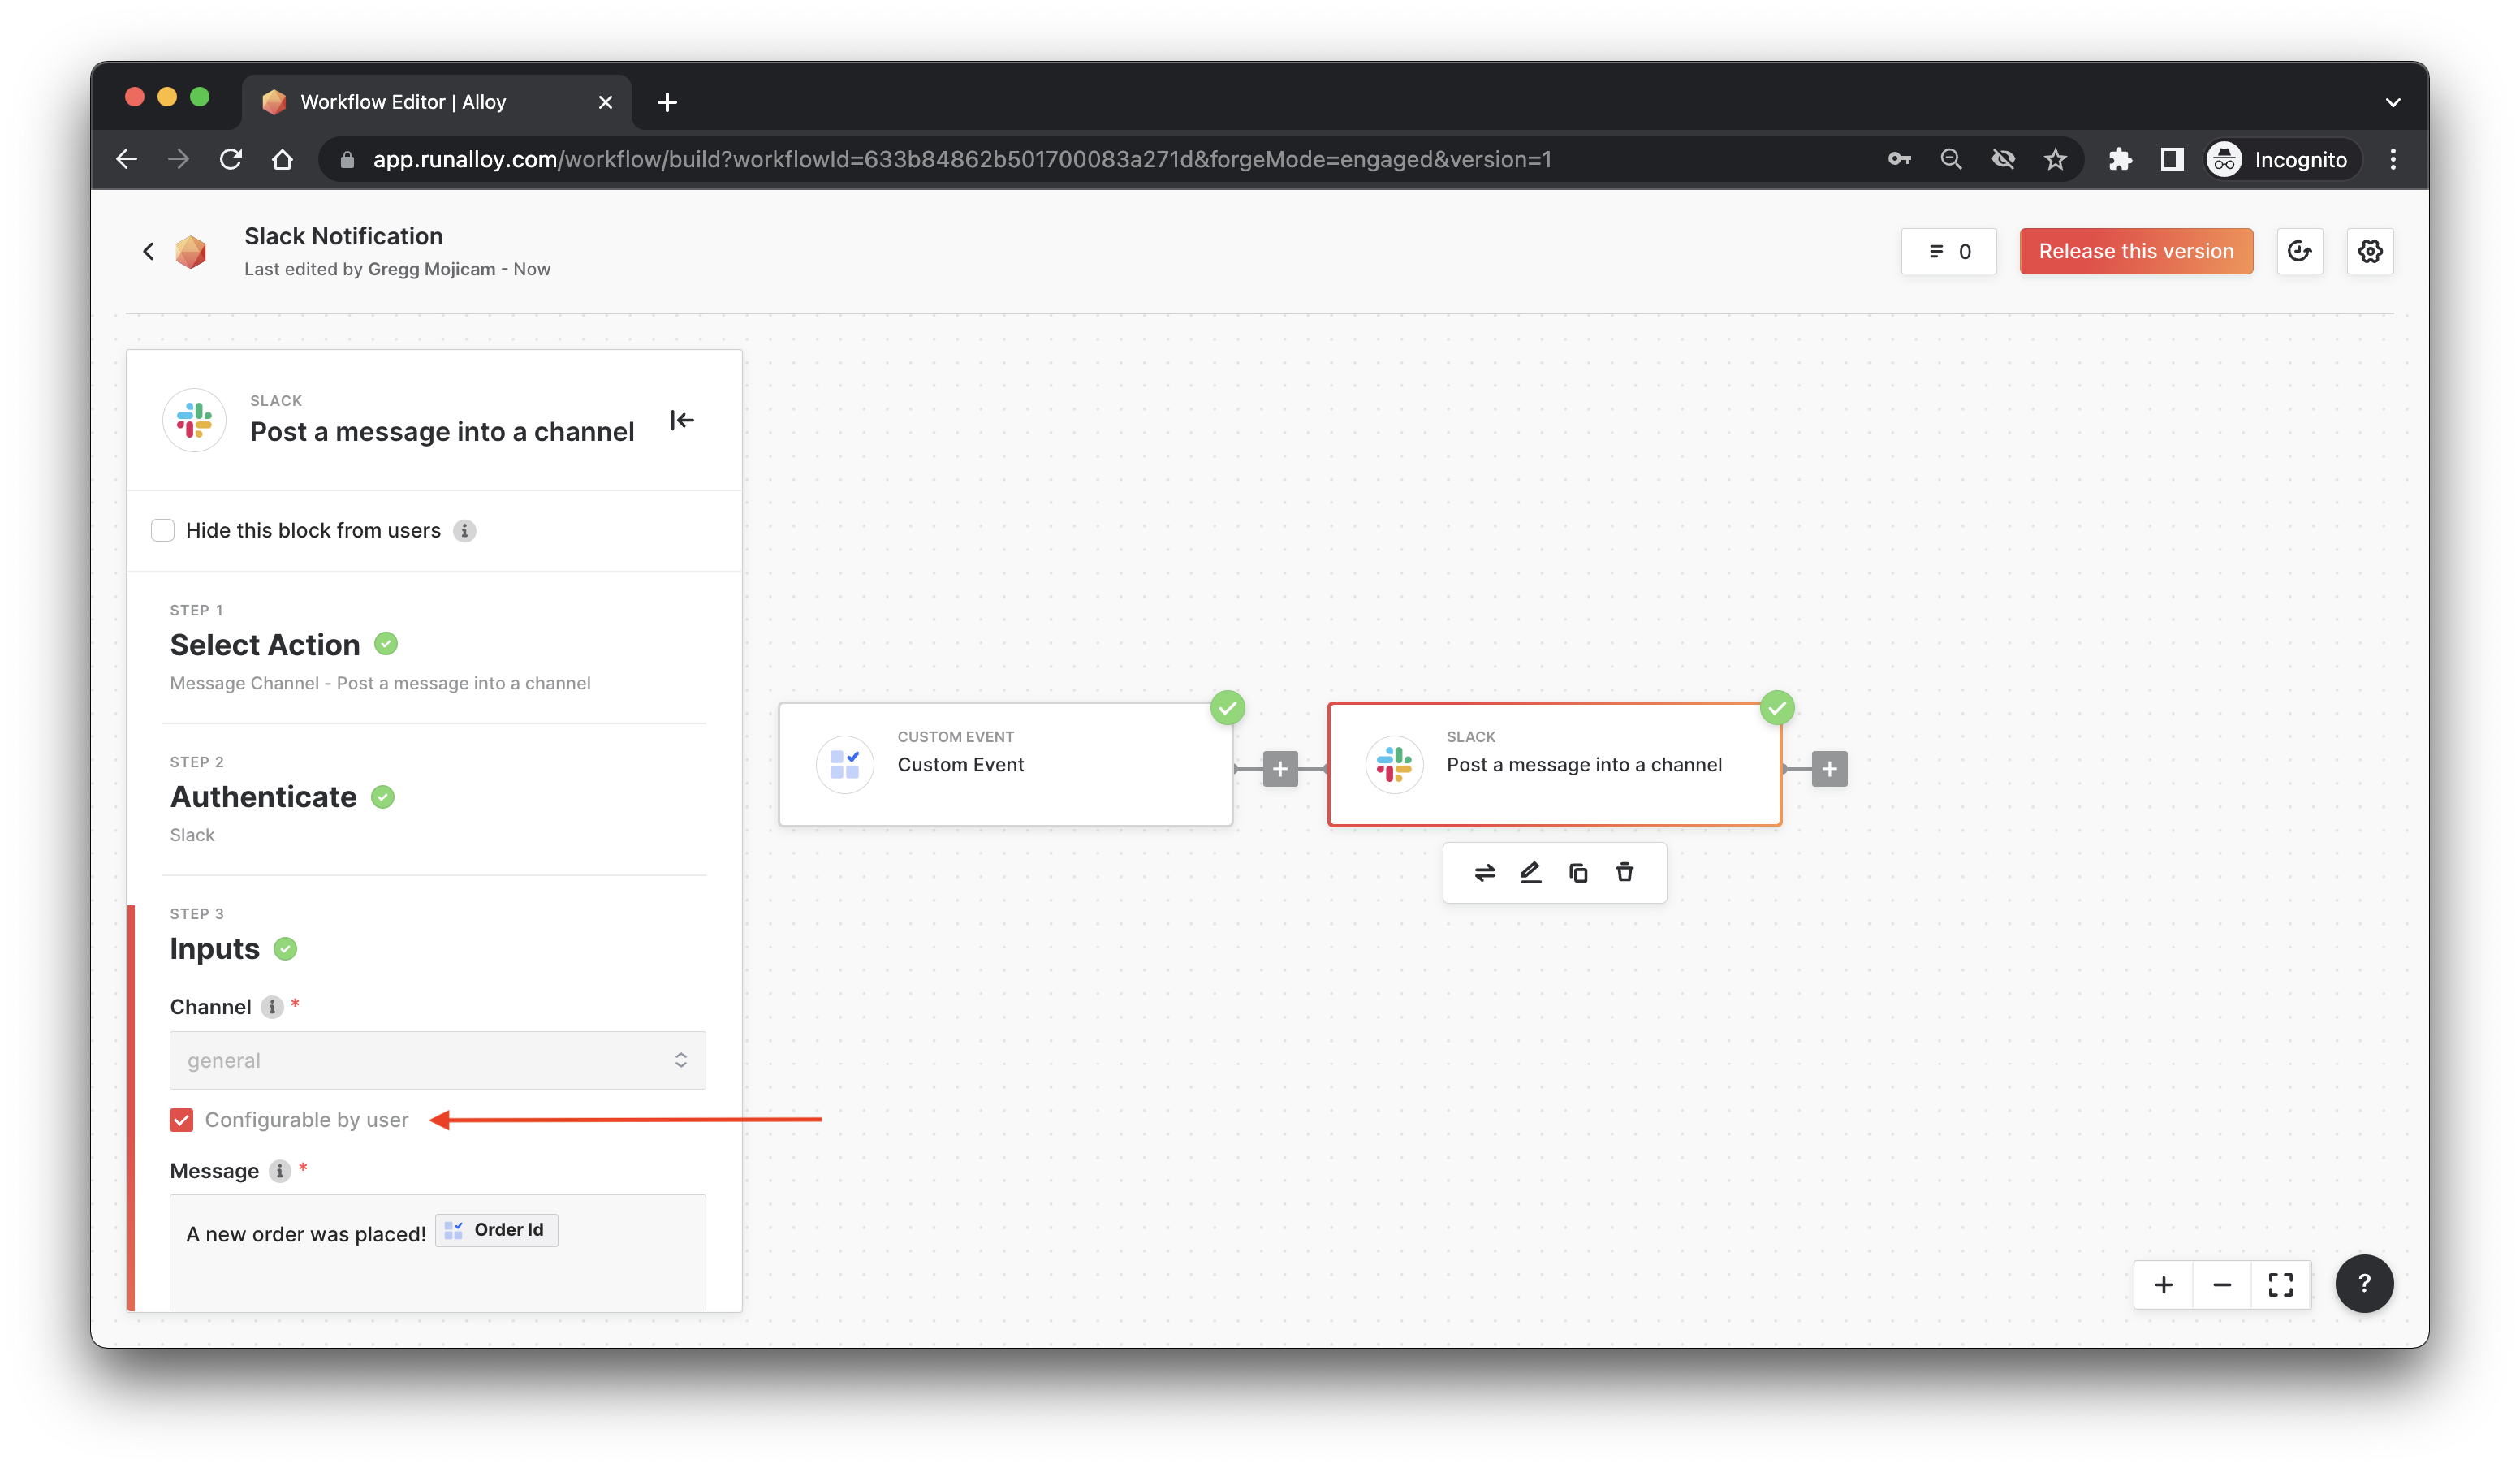 Workflow Editor | Alloy
app.runalloy.com/workflow/build?workflowId=633b84862b501700083a271d&forgeMode=engaged&version=1
Incognito
Slack Notification
Last edited by Gregg Mojicam - Now
0
Release this version
SLACK
Post a message into a channel
Hide this block from users
STEP 1
Select Action
Message Channel - Post a message into a channel
STEP 2
Authenticate
Slack
STEP 3
Inputs
Channel *
general
Configurable by user
Message *
A new order was placed! Order Id
CUSTOM EVENT
Custom Event
SLACK
Post a message into a channel
?